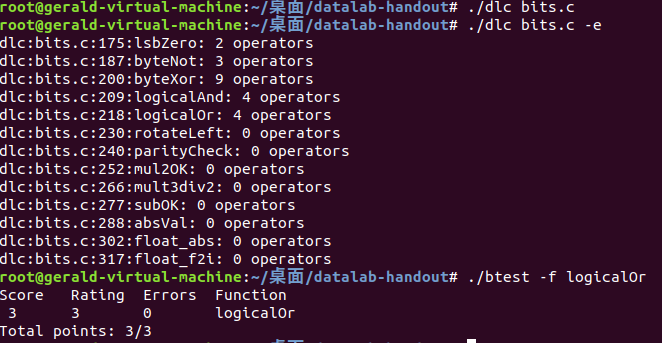 root@gerald-virtual-machine:~/桌面/datalab-handout# ./dlc bits.c
root@gerald-virtual-machine:~/桌面/datalab-handout# ./dlc bits.c -e
dlc:bits.c:175:lsbZero: 2 operators
dlc:bits.c:187:byteNot: 3 operators
dlc:bits.c:200:byteXor: 9 operators
dlc:bits.c:209:logicalAnd: 4 operators
dlc:bits.c:218:logicalOr: 4 operators
dlc:bits.c:230:rotateLeft: 0 operators
dlc:bits.c:240:parityCheck: 0 operators
dlc:bits.c:252:mul2OK: 0 operators
dlc:bits.c:266:mult3div2: 0 operators
dlc:bits.c:277:subOK: 0 operators
dlc:bits.c:288:absVal: 0 operators
dlc:bits.c:302:float_abs: 0 operators
dlc:bits.c:317:float_f2i: 0 operators
root@gerald-virtual-machine:~/桌面/datalab-handout# ./btest -f logicalOr
Score   Rating  Errors  Function
 3      3       0       logicalOr
Total points: 3/3